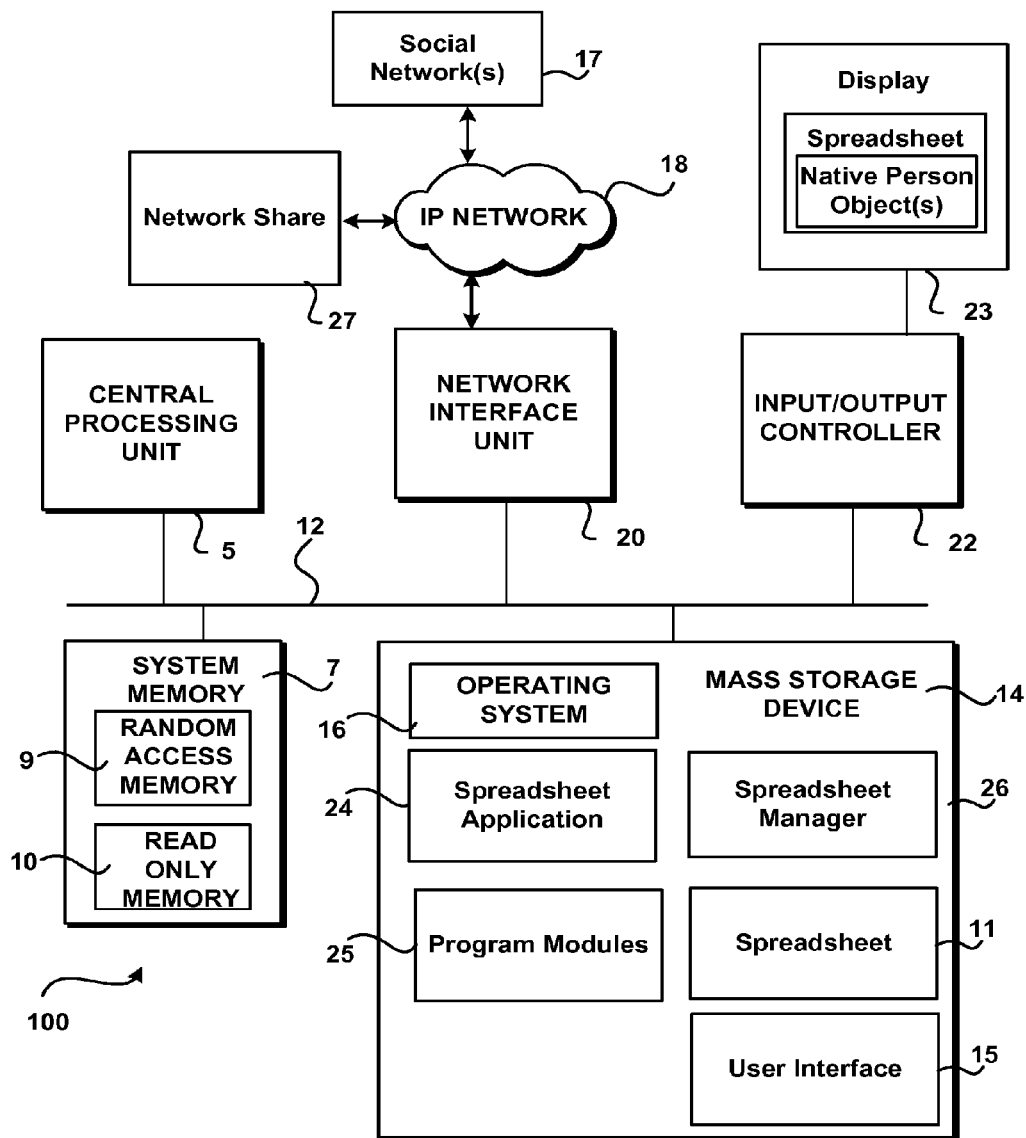 Social
Network(s)
17
Display
Spreadsheet
Native Person
Object(s)
23
Network Share
27
IP NETWORK
18
CENTRAL
PROCESSING
UNIT
5
NETWORK
INTERFACE
UNIT
20
INPUT/OUTPUT
CONTROLLER
22
12
SYSTEM
MEMORY
7
RANDOM
ACCESS
MEMORY
9
READ
ONLY
MEMORY
10
100
MASS STORAGE
DEVICE
14
OPERATING
SYSTEM
16
Spreadsheet
Application
24
Spreadsheet
Manager
26
Program Modules
25
Spreadsheet
11
User Interface
15